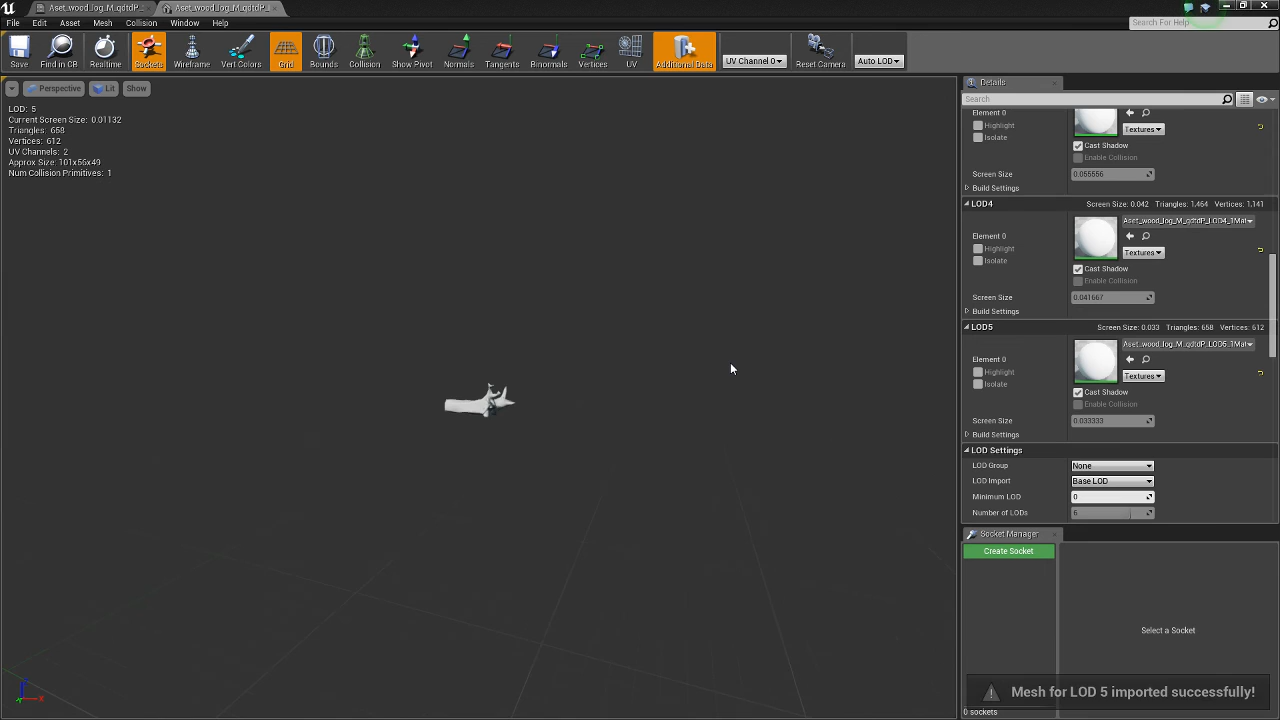 Aset_wood_log_M_qdtdP_S
Aset_wood_log_M_qdtdP_L
File Edit Asset Mesh Collision Window Help
Search For Help
Save Find in CB Realtime Sockets Wireframe Vert Colors Grid Bounds Collision Show Pivot Normals Tangents Binormals Vertices UV Additional Data UV Channel 0 Reset Camera Auto LOD
Perspective Lit Show
LOD: 5
Current Screen Size: 0.01132
Triangles: 658
Vertices: 612
UV Channels: 2
Approx Size: 101x56x49
Num Collision Primitives: 1
Details
Search
Element 0
Highlight
Isolate
Textures
Cast Shadow
Enable Collision
Screen Size 0.055556
Build Settings
LOD4 Screen Size: 0.042 Triangles: 1,464 Vertices: 1,141
Aset_wood_log_M_qdtdP_LOD4_1Mat
Element 0
Highlight
Isolate
Textures
Cast Shadow
Enable Collision
Screen Size 0.041667
Build Settings
LOD5 Screen Size: 0.033 Triangles: 658 Vertices: 612
Element 0
Highlight
Isolate
Textures
Cast Shadow
Enable Collision
Screen Size 0.033333
Build Settings
LOD Settings
LOD Group None
LOD Import Base LOD
Minimum LOD 0
Number of LODs 6
Socket Manager
Create Socket
Select a Socket
Mesh for LOD 5 imported successfully!
0 sockets